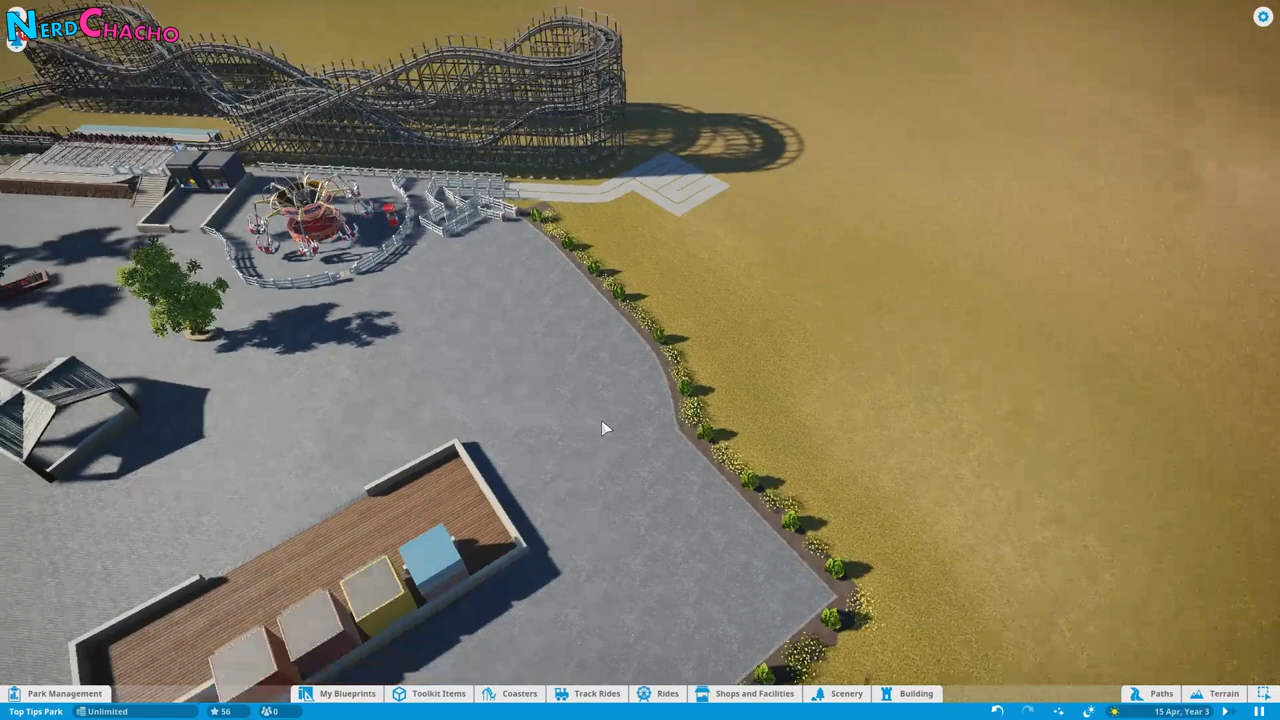 NERDCHACHO
Park Management
My Blueprints
Toolkit Items
Coasters
Track Rides
Rides
Shops and Facilities
Scenery
Building
Paths
Terrain
Top Tips Park
Unlimited
56
0
15 Apr, Year 3